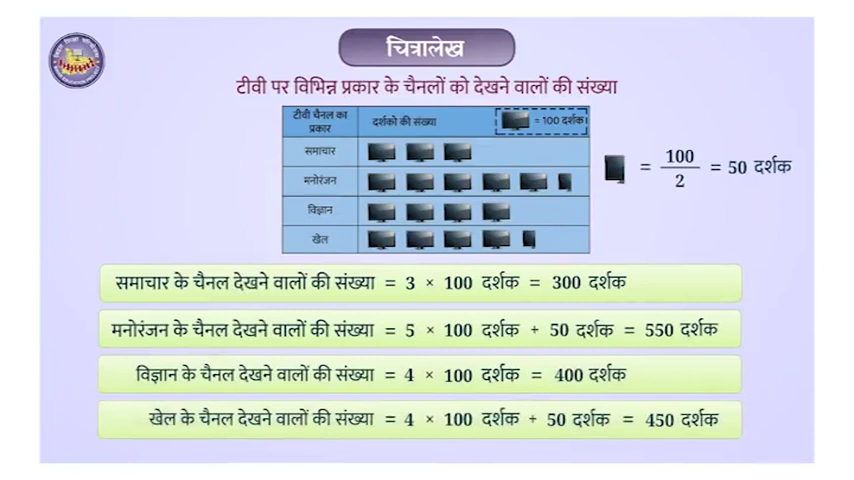 चित्रालेख
टीवी पर विभिन्न प्रकार के चैनलों को देखने वालों की संख्या
टीवी चैनल का प्रकार
दर्शको की संख्या
= 100 दर्शक
समाचार
मनोरंजन
विज्ञान
खेल
= 100/2 = 50 दर्शक
समाचार के चैनल देखने वालों की संख्या = 3 × 100 दर्शक = 300 दर्शक
मनोरंजन के चैनल देखने वालों की संख्या = 5 × 100 दर्शक + 50 दर्शक = 550 दर्शक
विज्ञान के चैनल देखने वालों की संख्या = 4 × 100 दर्शक = 400 दर्शक
खेल के चैनल देखने वालों की संख्या = 4 × 100 दर्शक + 50 दर्शक = 450 दर्शक